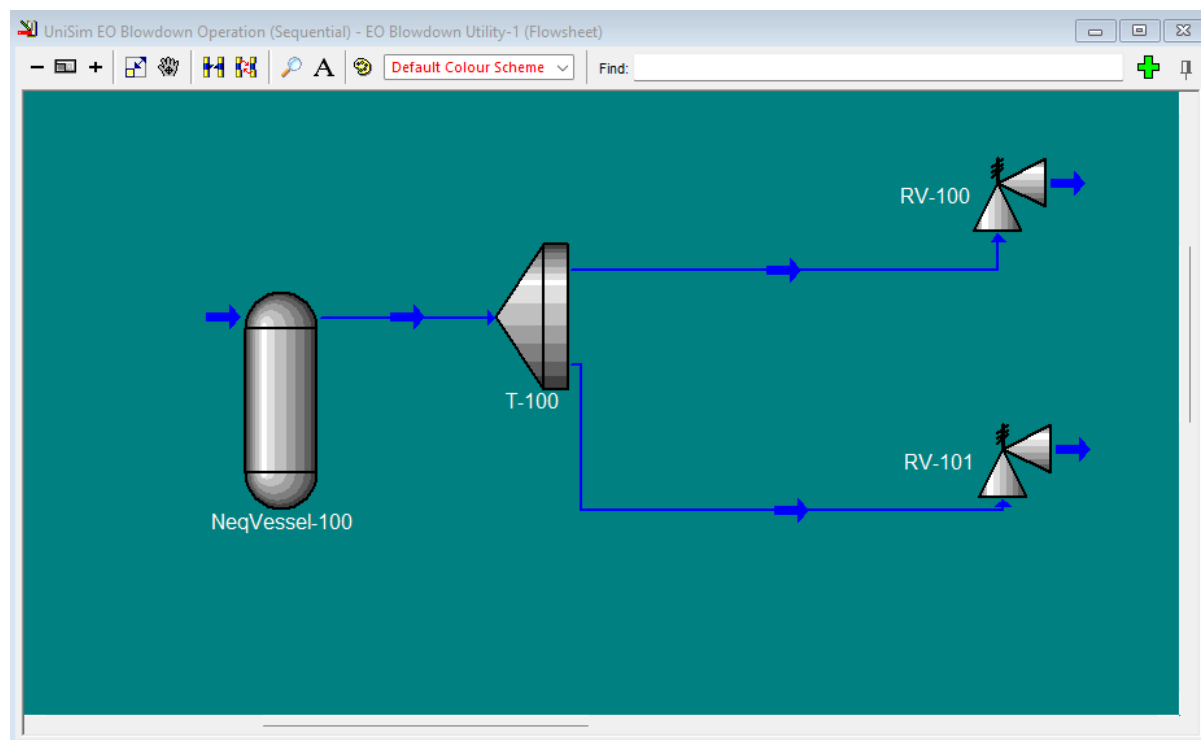 UniSim EO Blowdown Operation (Sequential) - EO Blowdown Utility-1 (Flowsheet)
A Default Colour Scheme Find:
RV-100
T-100
RV-101
NeqVessel-100